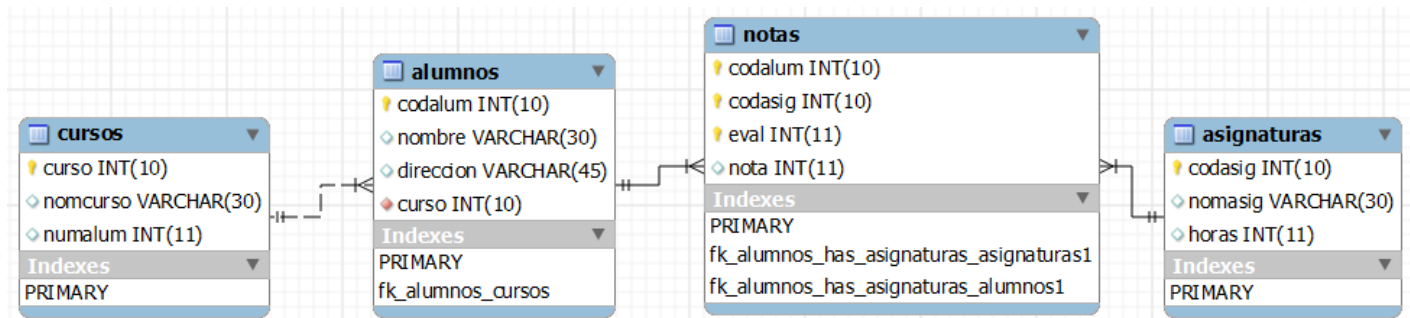 cursos
curso INT(10)
nomcurso VARCHAR(30)
numalum INT(11)
Indexes
PRIMARY
alumnos
codalum INT(10)
nombre VARCHAR(30)
direccion VARCHAR(45)
curso INT(10)
Indexes
PRIMARY
fk_alumnos_cursos
notas
codalum INT(10)
codasig INT(10)
eval INT(11)
nota INT(11)
Indexes
PRIMARY
fk_alumnos_has_asignaturas_asignaturas1
fk_alumnos_has_asignaturas_alumnos1
asignaturas
codasig INT(10)
nomasig VARCHAR(30)
horas INT(11)
Indexes
PRIMARY